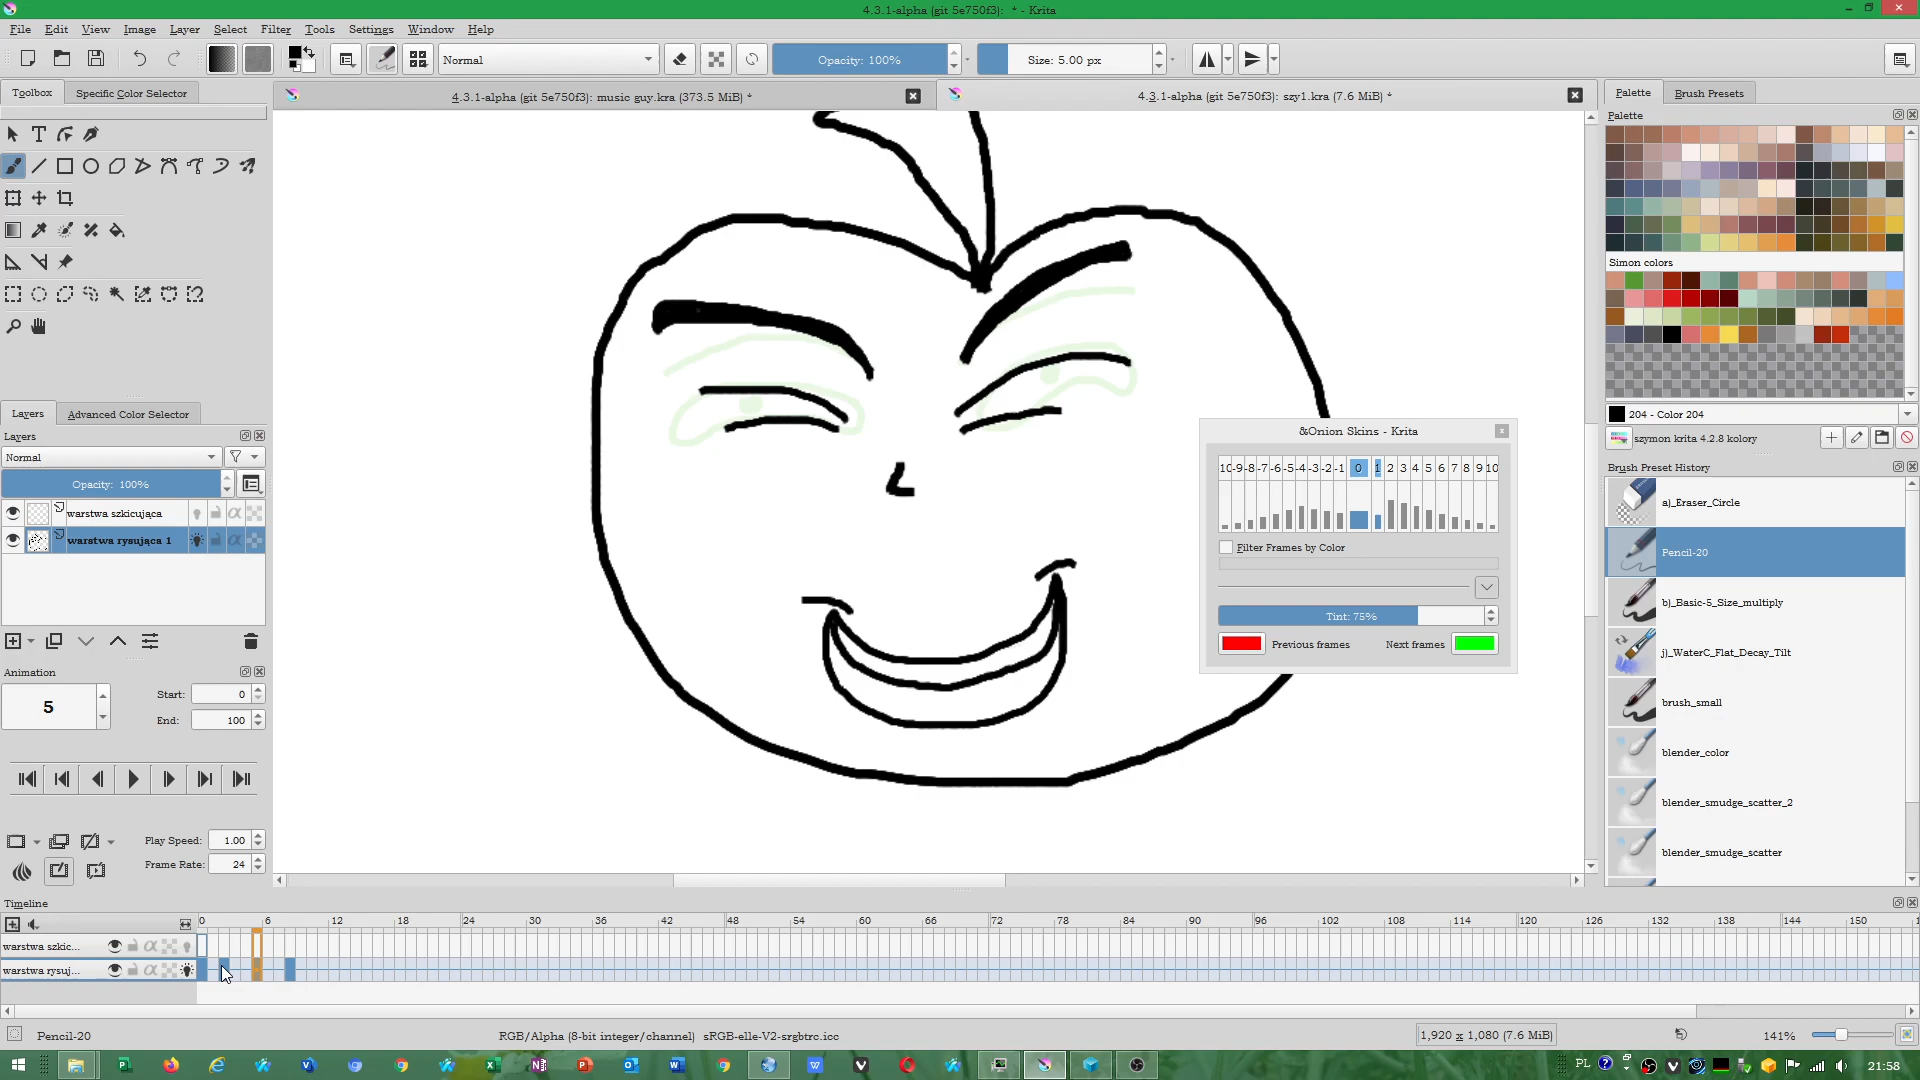 4.3.1-alpha (git 5e750f3): * - Krita
File Edit View Image Layer Select Filter Tools Settings Window Help
Normal Opacity: 100% Size: 5.00 px
Toolbox Specific Color Selector
4.3.1-alpha (git 5e750f3): music guy.kra (373.5 MiB) *
4.3.1-alpha (git 5e750f3): szy1.kra (7.6 MiB) *
Palette Brush Presets
Palette
Simon colors
204 - Color 204
szymon krita 4.2.8 kolory
Brush Preset History
a)_Eraser_Circle
Pencil-20
b)_Basic-5_Size_multiply
j)_WaterC_Flat_Decay_Tilt
brush_small
blender_color
blender_smudge_scatter_2
blender_smudge_scatter
Layers Advanced Color Selector
Layers
Normal
Opacity: 100%
warstwa szkicująca
warstwa rysująca 1
Animation
5
Start: 0
End: 100
Play Speed: 1.00
Frame Rate: 24
&Onion Skins - Krita
10 -9 -8 -7 -6 -5 -4 -3 -2 -1 0 1 2 3 4 5 6 7 8 9 10
Filter Frames by Color
Tint: 75%
Previous frames Next frames
Timeline
0 6 12 18 24 30 36 42 48 54 60 66 72 78 84 90 96 102 108 114 120 126 132 138 144 150
warstwa szkic...
warstwa rysuj...
Pencil-20
RGB/Alpha (8-bit integer/channel) sRGB-elle-V2-srgbtrc.icc
1,920 x 1,080 (7.6 MiB)
141%
PL 21:58